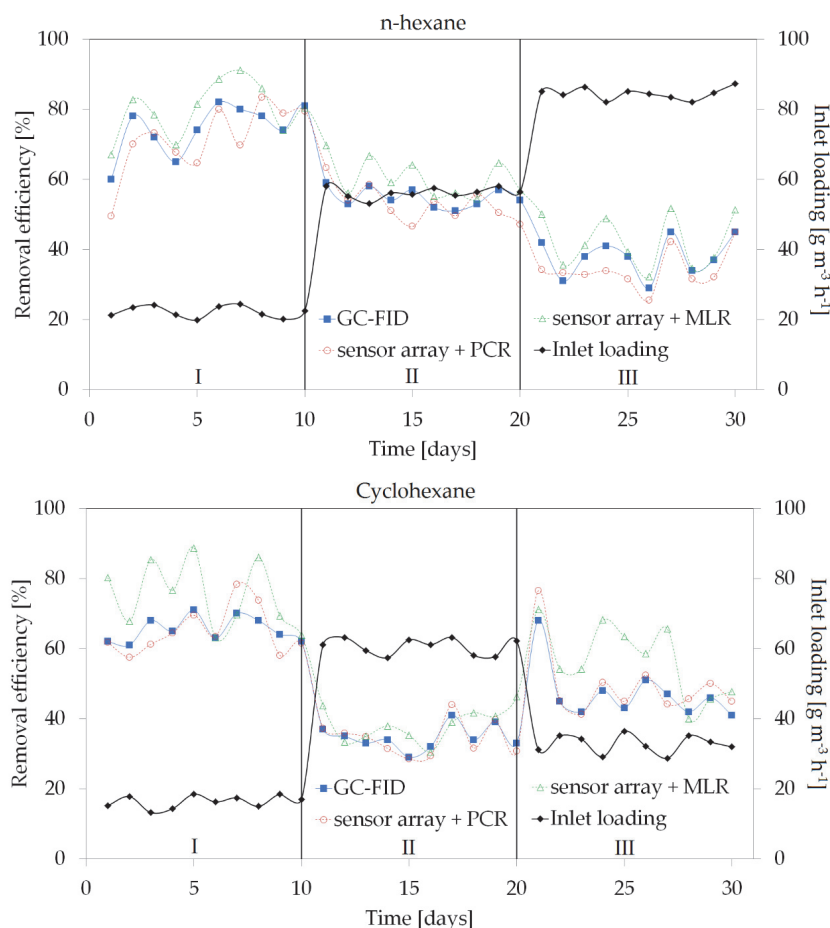 n-hexane
100
80
60
40
20
0
Removal efficiency [%]
100
80
60
40
20
0
Inlet loading [g m⁻³ h⁻¹]
GC-FID
sensor array + MLR
sensor array + PCR
Inlet loading
I
II
III
0 5 10 15 20 25 30
Time [days]
Cyclohexane
100
80
60
40
20
0
Removal efficiency [%]
100
80
60
40
20
0
Inlet loading [g m⁻³ h⁻¹]
GC-FID
sensor array + MLR
sensor array + PCR
Inlet loading
I
II
III
0 5 10 15 20 25 30
Time [days]